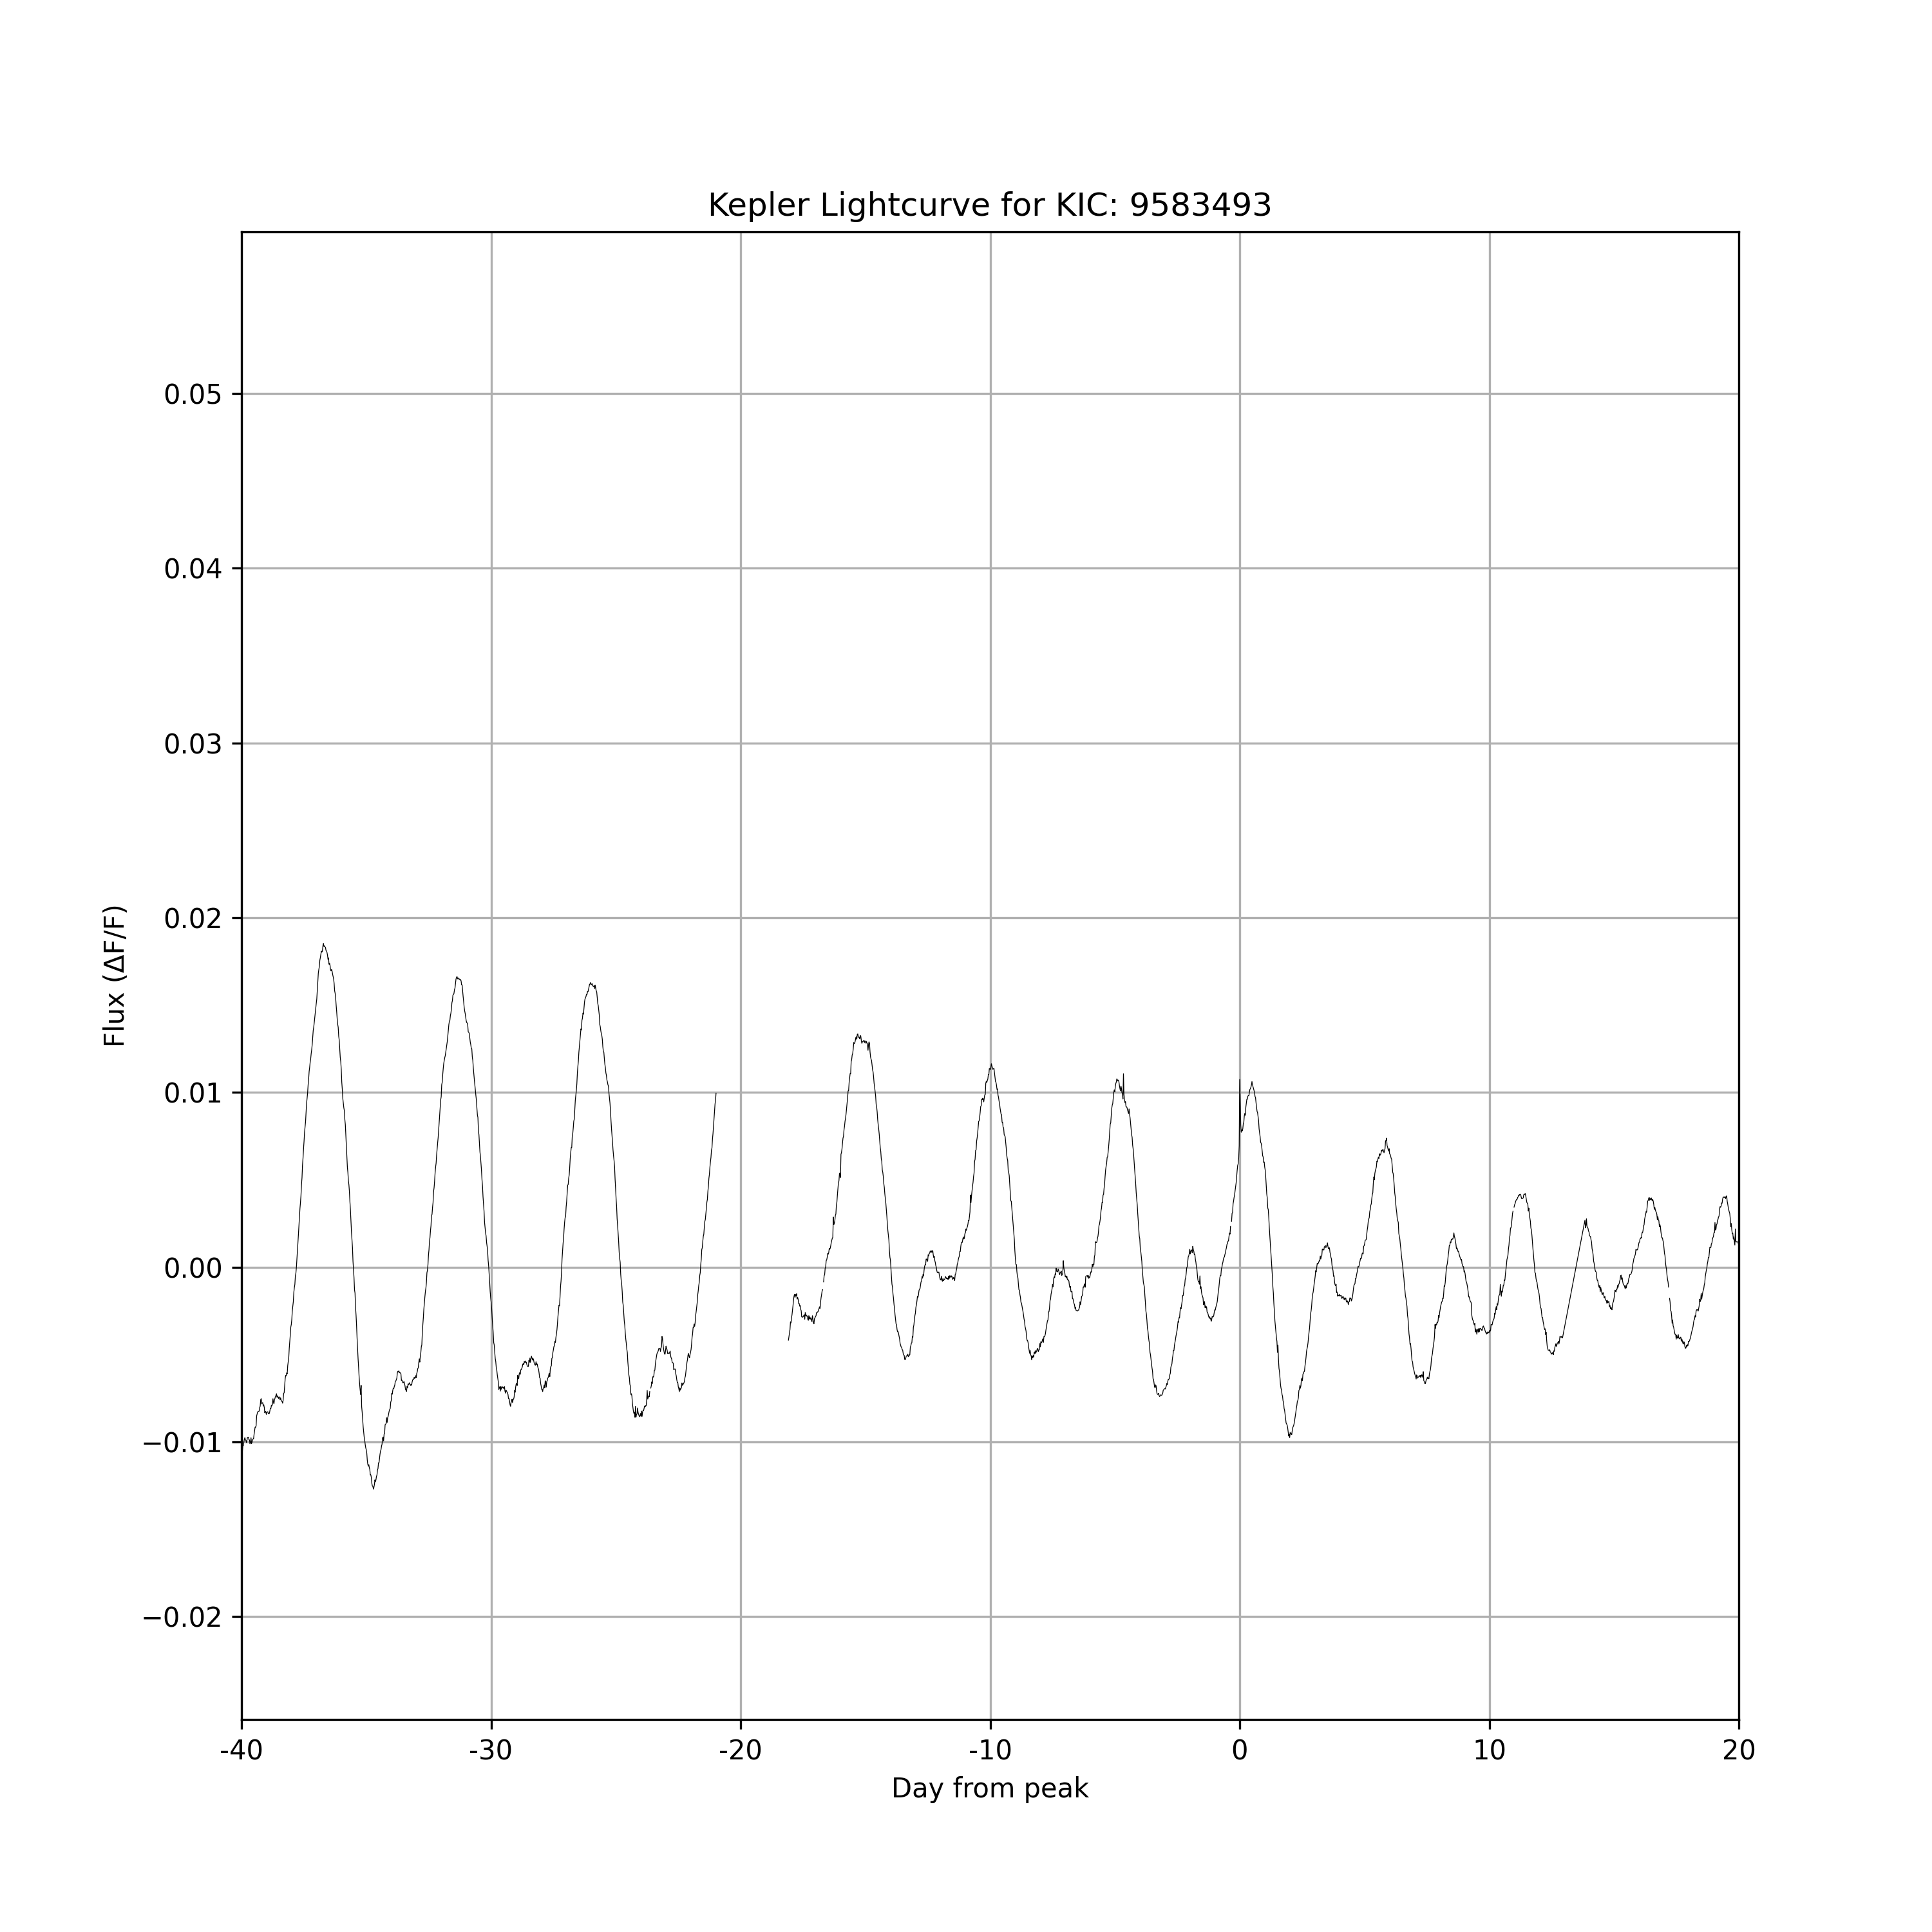 Kepler Lightcurve for KIC: 9583493
0.05
0.04
0.03
0.02
0.01
0.00
−0.01
−0.02
Flux (ΔF/F)
-40 -30 -20 -10 0 10 20
Day from peak